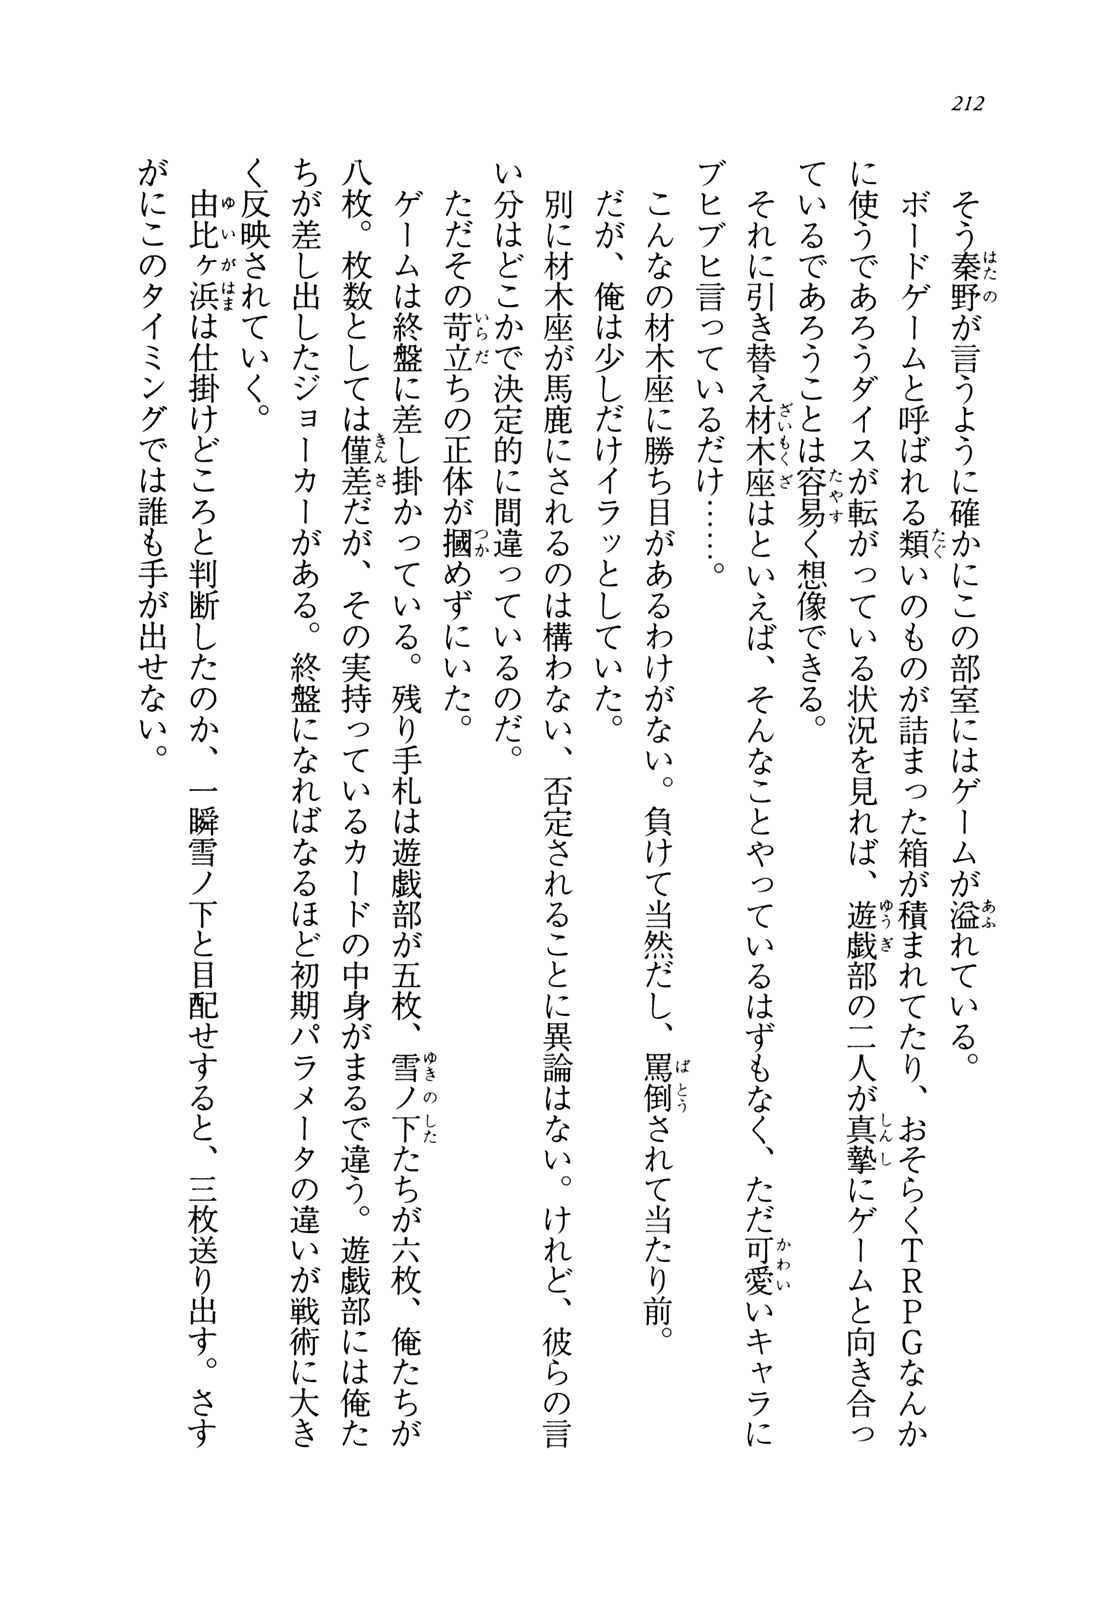 212
そう秦野が言うように確かにこの部室にはゲームが溢れている。
ボードゲームと呼ばれる類いのものが詰まった箱が積まれてたり、おそらくTRPGなんか
に使うであろうダイスが転がっている状況を見れば、遊戯部の二人が真摯にゲームと向き合っ
ているであろうことは容易く想像できる。
それに引き替え材木座はといえば、そんなことやっているはずもなく、ただ可愛いキャラに
ブヒブヒ言っているだけ……。
こんなの材木座に勝ち目があるわけがない。負けて当然だし、罵倒されて当たり前。
だが、俺は少しだけイラッとしていた。
別に材木座が馬鹿にされるのは構わない、否定されることに異論はない。けれど、彼らの言
い分はどこかで決定的に間違っているのだ。
ただその苛立ちの正体が摑めずにいた。
ゲームは終盤に差し掛かっている。残り手札は遊戯部が五枚、雪ノ下たちが六枚、俺たちが
八枚。枚数としては僅差だが、その実持っているカードの中身がまるで違う。遊戯部には俺た
ちが差し出したジョーカーがある。終盤になればなるほど初期パラメータの違いが戦術に大き
く反映されていく。
由比ヶ浜は仕掛けどころと判断したのか、一瞬雪ノ下と目配せすると、三枚送り出す。さす
がにこのタイミングでは誰も手が出せない。